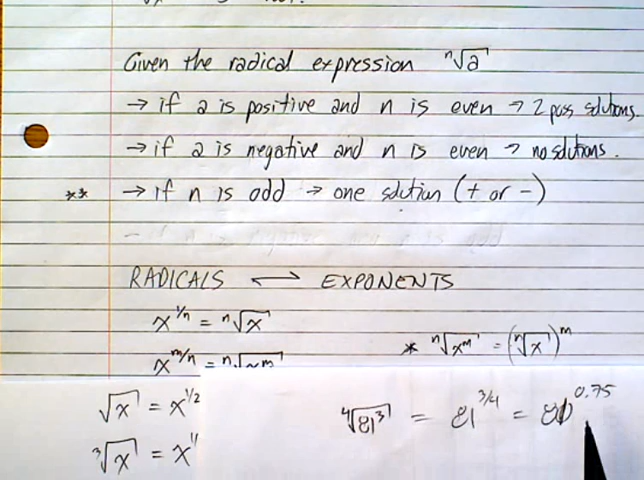 Given the radical expression ⁿ√a
→ if a is positive and n is even → 2 poss solutions.
→ if a is negative and n is even → no solutions.
** → if n is odd → one solution (+ or -)
RADICALS ⇌ EXPONENTS
x^(1/n) = ⁿ√x
x^(m/n) = ⁿ√x^m * ⁿ√x^m = (ⁿ√x)^m
√x = x^(1/2) ⁴√81³ = 81^(3/4) = 81^0.75
³√x = x^(1/